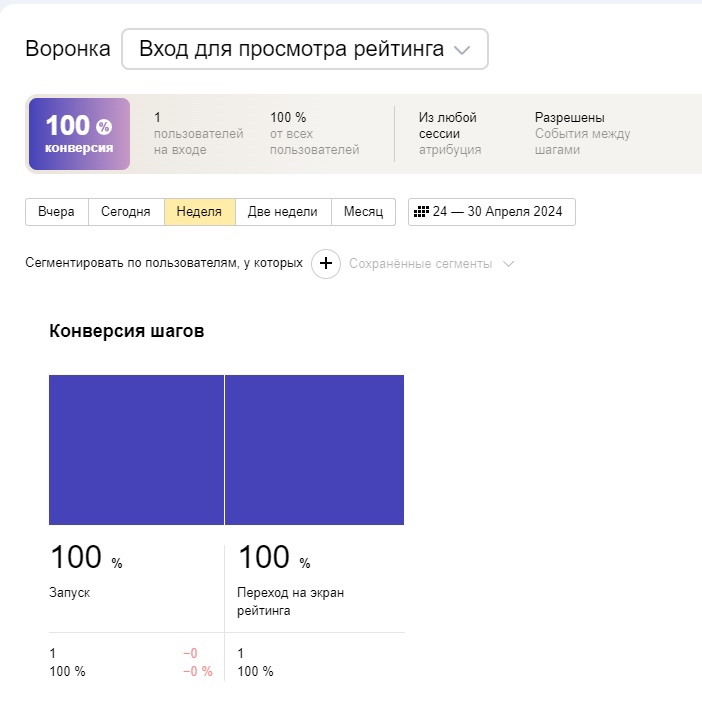 Воронка Вход для просмотра рейтинга
100 %
конверсия
1
пользователей
на входе
100 %
от всех
пользователей
Из любой
сессии
атрибуция
Разрешены
События между
шагами
Вчера Сегодня Неделя Две недели Месяц 24 — 30 Апреля 2024
Сегментировать по пользователям, у которых + Сохранённые сегменты
Конверсия шагов
100 %
Запуск
100 %
Переход на экран
рейтинга
1 −0
100 % −0 %
1
100 %